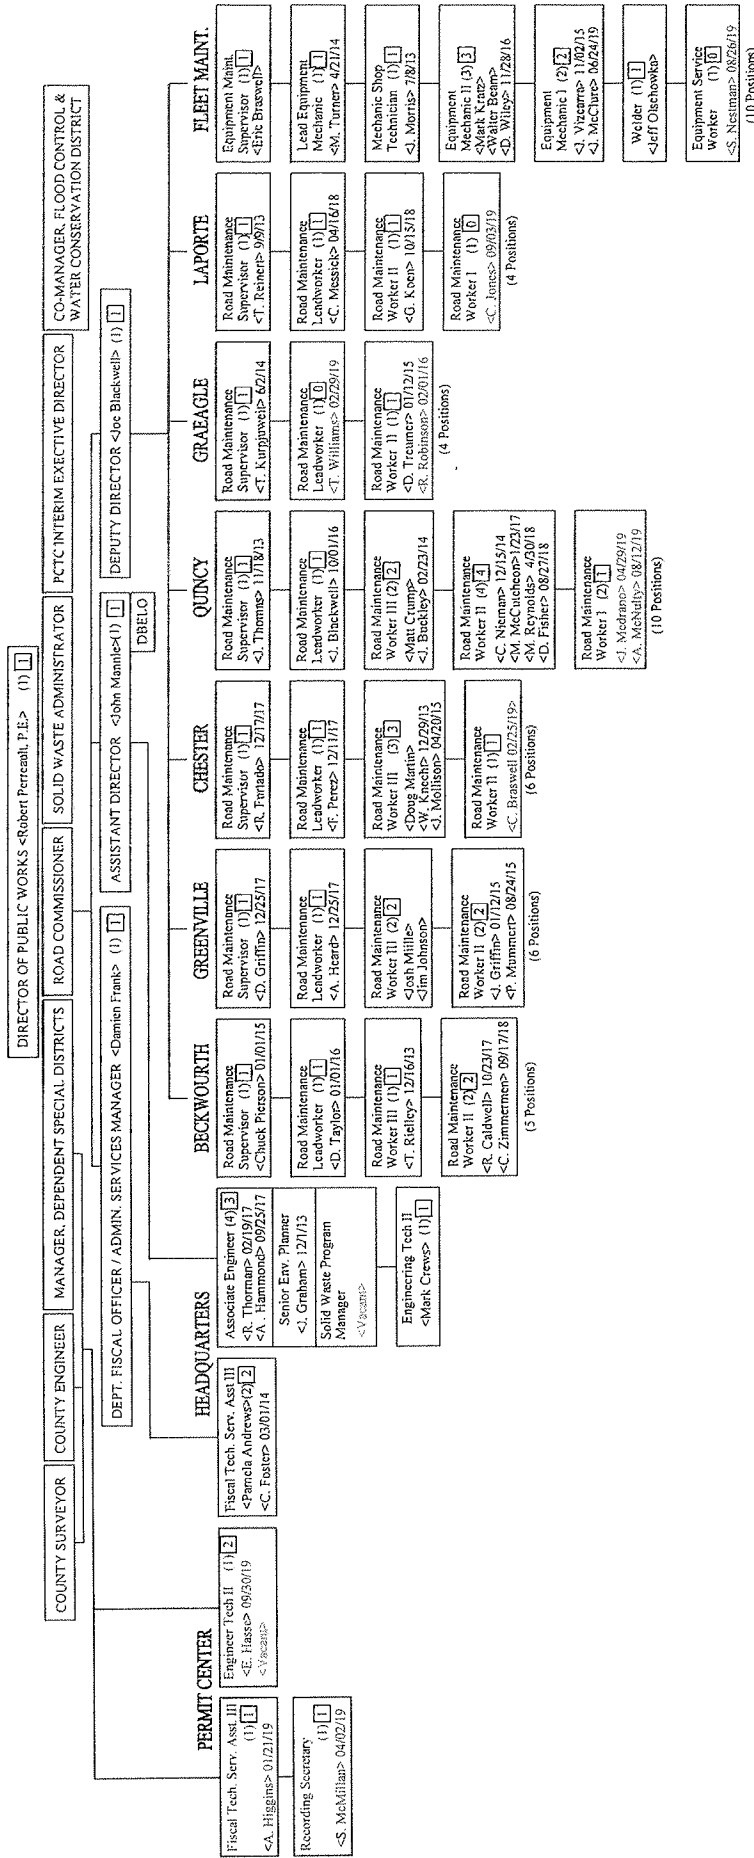 DIRECTOR OF PUBLIC WORKS <Robert Perreault, P.E.> (1) 1
COUNTY SURVEYOR
COUNTY ENGINEER
MANAGER, DEPENDENT SPECIAL DISTRICTS
ROAD COMMISSIONER
SOLID WASTE ADMINISTRATOR
PCTC INTERIM EXECTIVE DIRECTOR
CO-MANAGER, FLOOD CONTROL &
WATER CONSERVATION DISTRICT
DEPT. FISCAL OFFICER / ADMIN. SERVICES MANAGER <Damien Frank> (1) 1
ASSISTANT DIRECTOR <John Mannle>(1) 1
DBELO
DEPUTY DIRECTOR <Joe Blackwell> (1) 1
PERMIT CENTER
Fiscal Tech. Serv. Asst. III
(1) 1
<A. Higgins> 01/21/19
Recording Secretary
(1) 1
<S. McMillan> 04/02/19
Engineer Tech II (1) 2
<E. Hasse> 09/30/19
<Vacant>
HEADQUARTERS
Fiscal Tech. Serv. Asst III
<Pamela Andrews>(2) 2
<C. Foster> 03/01/14
Associate Engineer (4) 3
<R. Thorman> 02/19/17
<A. Hammond> 09/25/17
Senior Env. Planner
<J. Graham> 12/1/13
Solid Waste Program
Manager
<Vacant>
Engineering Tech II
<Mark Crews> (1) 1
BECKWOURTH
Road Maintenance
Supervisor (1) 1
<Chuck Pierson> 01/01/15
Road Maintenance
Leadworker (1) 1
<D. Taylor> 01/01/16
Road Maintenance
Worker III (1) 1
<T. Rielley> 12/16/13
Road Maintenance
Worker II (2) 2
<R. Caldwell> 10/23/17
<C. Zimmermen> 09/17/18
(5 Positions)
GREENVILLE
Road Maintenance
Supervisor (1) 1
<D. Griffin> 12/25/17
Road Maintenance
Leadworker (1) 1
<A. Heard> 12/25/17
Road Maintenance
Worker III (2) 2
<Josh Miille>
<Jim Johnson>
Road Maintenance
Worker II (2) 2
<J. Griffin> 01/12/15
<P. Mummert> 08/24/15
(6 Positions)
CHESTER
Road Maintenance
Supervisor (1) 1
<R. Furtado> 12/17/17
Road Maintenance
Leadworker (1) 1
<F. Perez> 12/11/17
Road Maintenance
Worker III (3) 3
<Doug Martin>
<W. Knecht> 12/29/13
<J. Mollison> 04/20/15
Road Maintenance
Worker II (1) 1
<C. Braswell 02/25/19>
(6 Positions)
QUINCY
Road Maintenance
Supervisor (1) 1
<J. Thomas> 11/18/13
Road Maintenance
Leadworker (1) 1
<J. Blackwell> 10/01/16
Road Maintenance
Worker III (2) 2
<Matt Crump>
<J. Buckley> 02/23/14
Road Maintenance
Worker II (4) 4
<C. Nieman> 12/15/14
<M. McCutcheon>1/23/17
<M. Reynolds> 4/30/18
<D. Fisher> 08/27/18
Road Maintenance
Worker I (2) 1
<J. Medrano> 04/29/19
<A. McNulty> 08/12/19
(10 Positions)
GRAEAGLE
Road Maintenance
Supervisor (1) 1
<T. Kurpjuweit> 6/2/14
Road Maintenance
Leadworker (1) 0
<T. Williams> 02/29/19
Road Maintenance
Worker II (1) 1
<D. Treumer> 01/12/15
<R. Robinson> 02/01/16
(4 Positions)
LAPORTE
Road Maintenance
Supervisor (1) 1
<T. Reinert> 9/9/13
Road Maintenance
Leadworker (1) 1
<C. Messick> 04/16/18
Road Maintenance
Worker II (1) 1
<G. Koen> 10/15/18
Road Maintenance
Worker I (1) 0
<C. Jones> 09/03/19
(4 Positions)
FLEET MAINT.
Equipment Maint.
Supervisor (1) 1
<Eric Braswell>
Lead Equipment
Mechanic (1) 1
<M. Turner> 4/21/14
Mechanic Shop
Technician (1) 1
<J. Morris> 7/8/13
Equipment
Mechanic II (3) 3
<Mark Kratz>
<Walter Beam>
<D. Wiley> 11/28/16
Equipment
Mechanic I (2) 2
<J. Vizcarra> 11/02/15
<J. McClure> 06/24/19
Welder (1) 1
<Jeff Olschowka>
Equipment Service
Worker (1) 0
<S. Nestman> 08/26/19
(10 Positions)